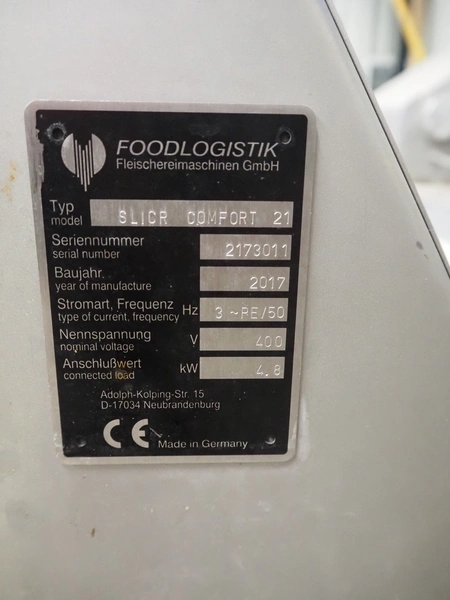 FOODLOGISTIK
Fleischereimaschinen GmbH
Typ SLICR COMFORT 21
model
Seriennummer 2173011
serial number
Baujahr. 2017
year of manufacture
Stromart, Frequenz Hz 3~RE/50
type of current, frequency
Nennspannung V 400
nominal voltage
Anschlußwert kW 4.8
connected load
Adolph-Kolping-Str. 15
D-17034 Neubrandenburg
CE Made in Germany